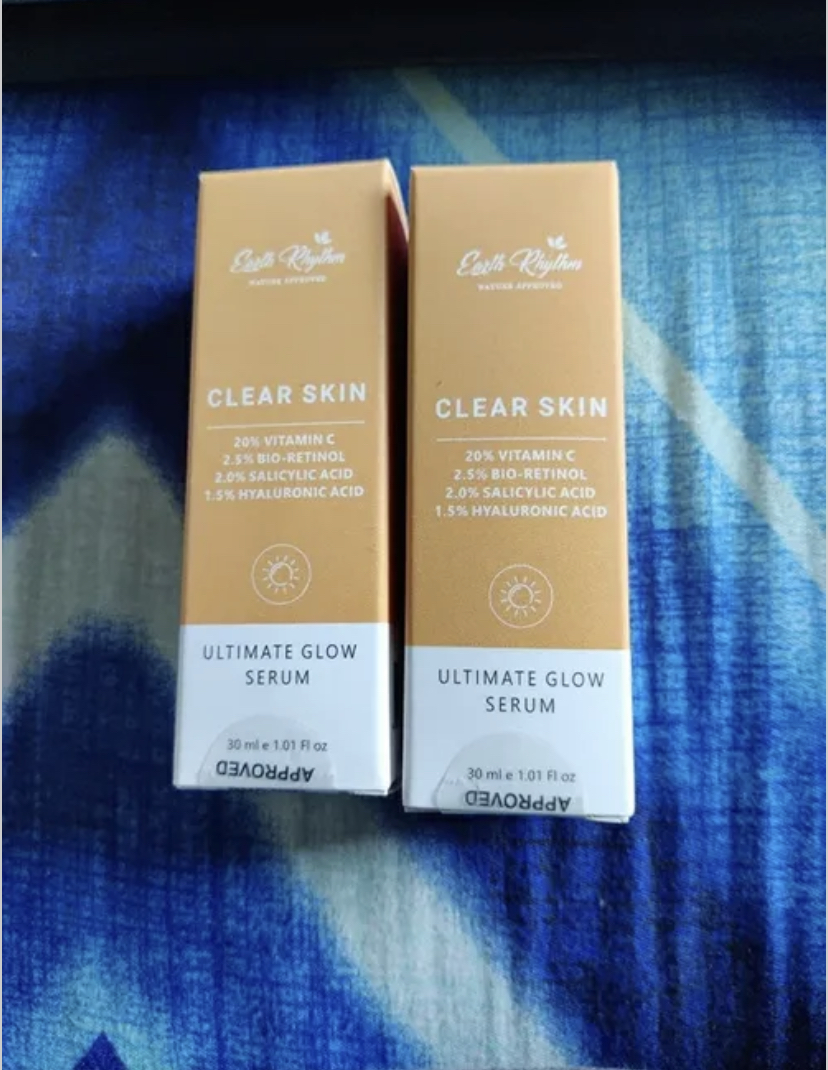 Earth Rhythm
NATURE APPROVED
CLEAR SKIN
20% VITAMIN C
2.5% BIO-RETINOL
2.0% SALICYLIC ACID
1.5% HYALURONIC ACID
ULTIMATE GLOW
SERUM
30 ml e 1.01 Fl oz
APPROVED
Earth Rhythm
NATURE APPROVED
CLEAR SKIN
20% VITAMIN C
2.5% BIO-RETINOL
2.0% SALICYLIC ACID
1.5% HYALURONIC ACID
ULTIMATE GLOW
SERUM
30 ml e 1.01 Fl oz
APPROVED